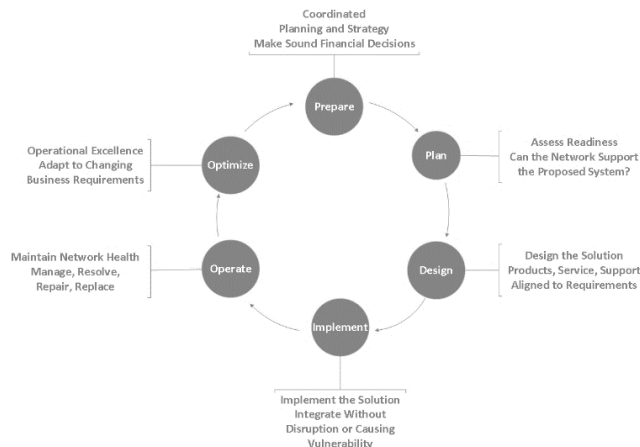 Coordinated
Planning and Strategy
Make Sound Financial Decisions
Prepare
Operational Excellence
Adapt to Changing
Business Requirements
Optimize
Plan
Assess Readiness
Can the Network Support
the Proposed System?
Maintain Network Health
Manage, Resolve,
Repair, Replace
Operate
Design
Design the Solution
Products, Service, Support
Aligned to Requirements
Implement
Implement the Solution
Integrate Without
Disruption or Causing
Vulnerability